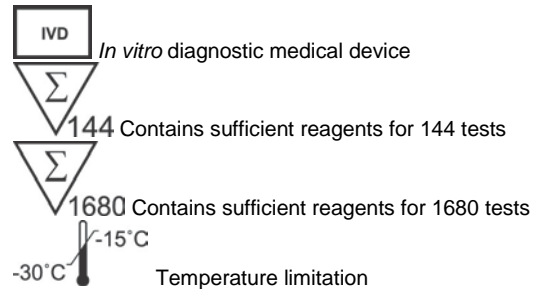 IVD
In vitro diagnostic medical device
Σ
144 Contains sufficient reagents for 144 tests
Σ
1680 Contains sufficient reagents for 1680 tests
-15°C
-30°C Temperature limitation